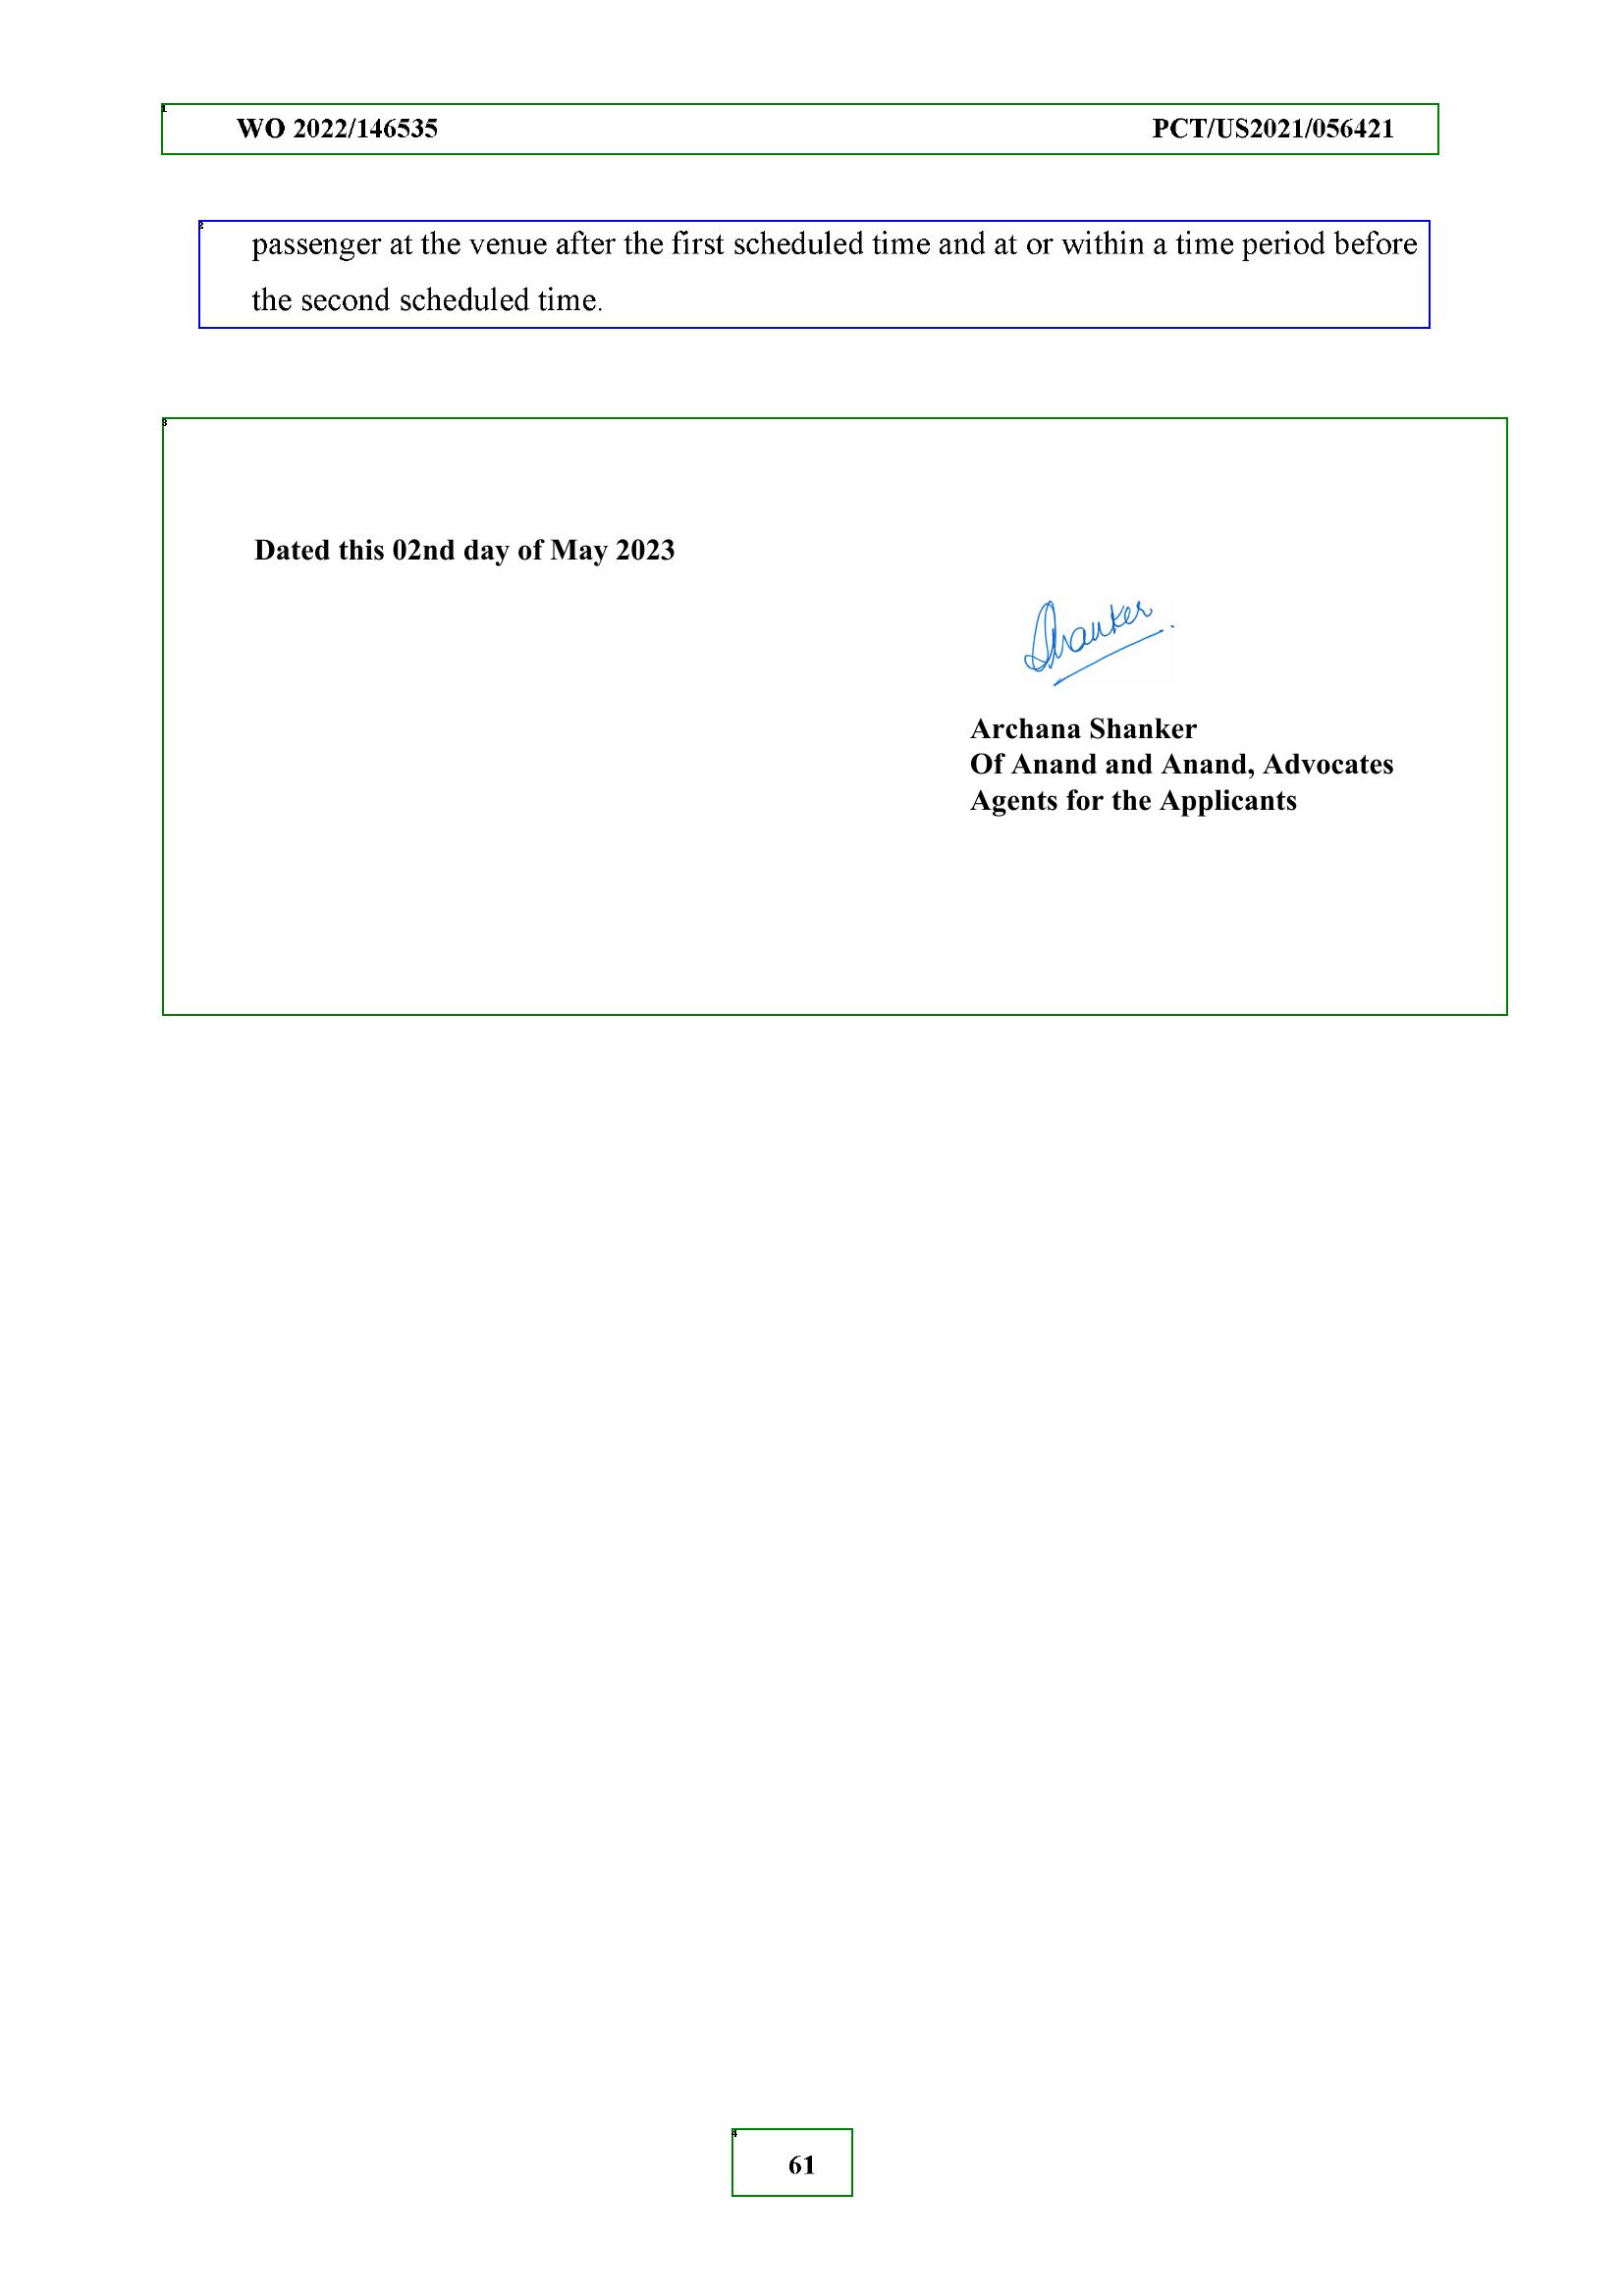 WO 2022/146535 PCT/US2021/056421
passenger at the venue after the first scheduled time and at or within a time period before
the second scheduled time.
Dated this 02nd day of May 2023
Shanker.
Archana Shanker
Of Anand and Anand, Advocates
Agents for the Applicants
61